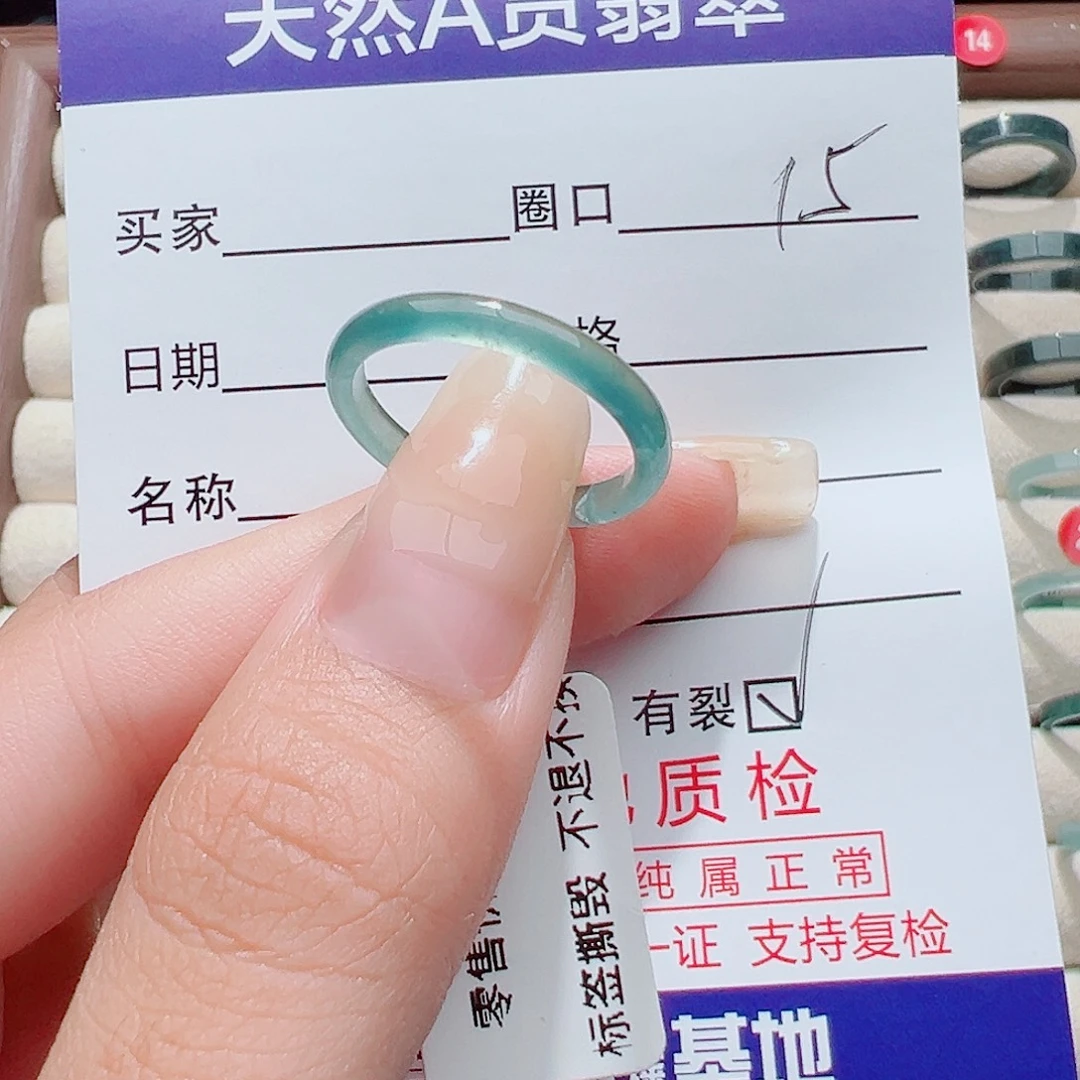 天然A货翡翠
14
买家 圈口 15
日期 格
名称
有裂
质检
纯属正常
一证 支持复检
基地
零售
标签撕毁 不退不换